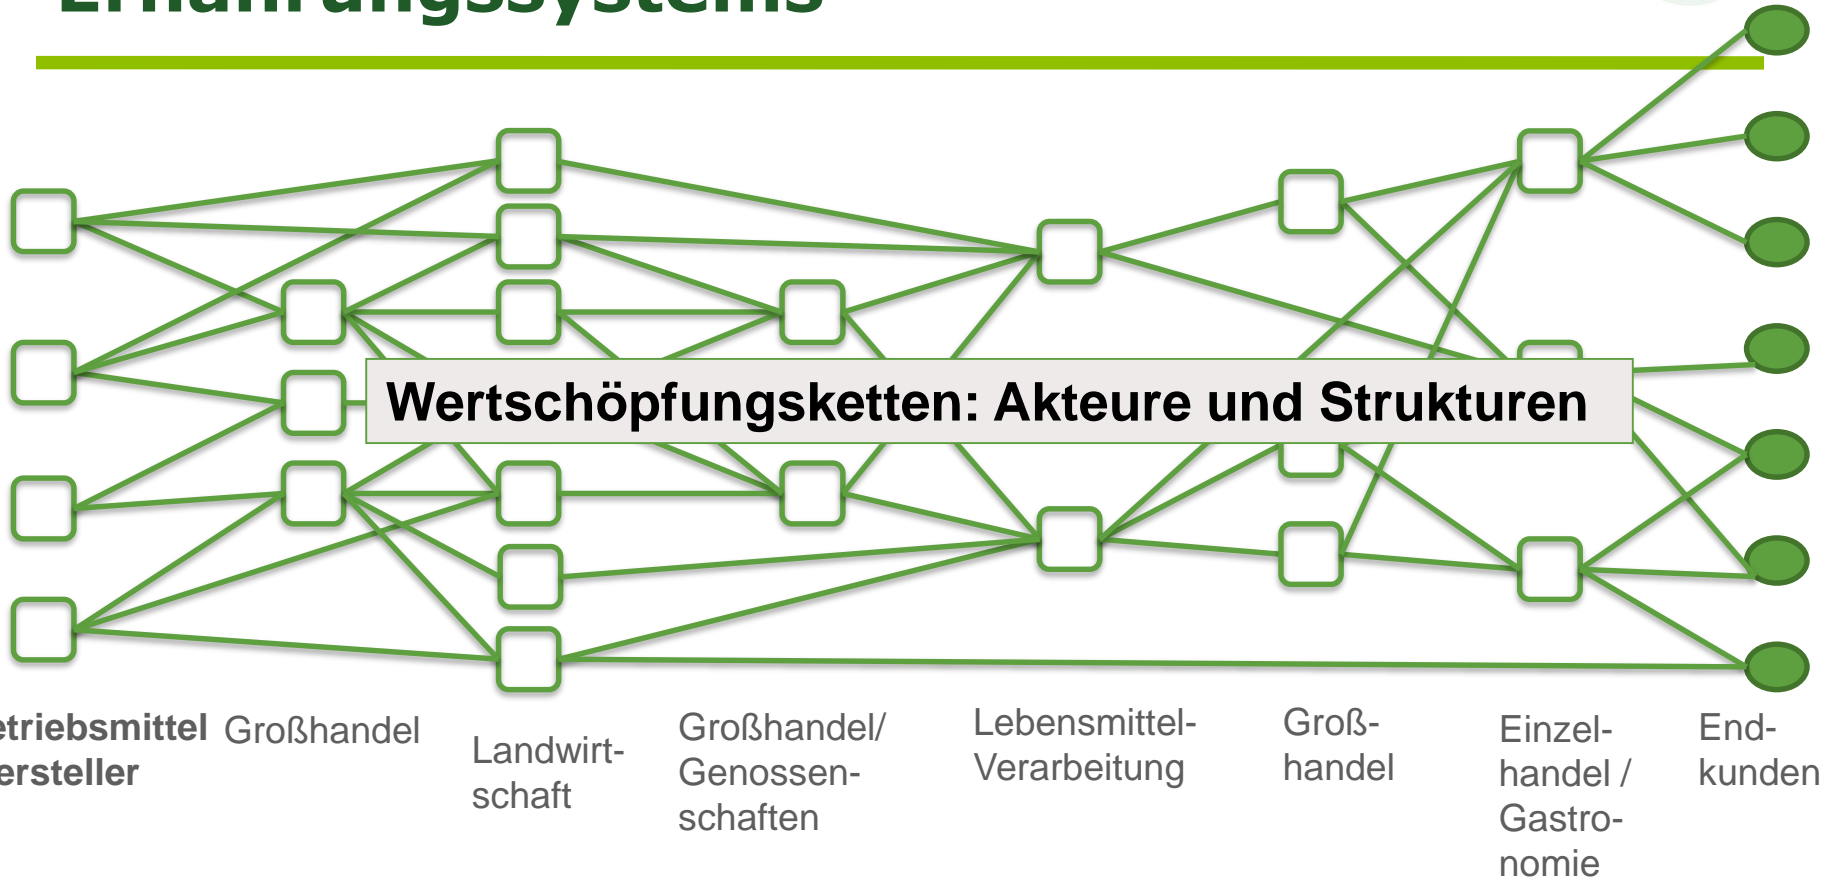 Ernährungssystems
Wertschöpfungsketten: Akteure und Strukturen
etriebsmittel
ersteller
Großhandel
Landwirt-
schaft
Großhandel/
Genossen-
schaften
Lebensmittel-
Verarbeitung
Groß-
handel
Einzel-
handel /
Gastro-
nomie
End-
kunden